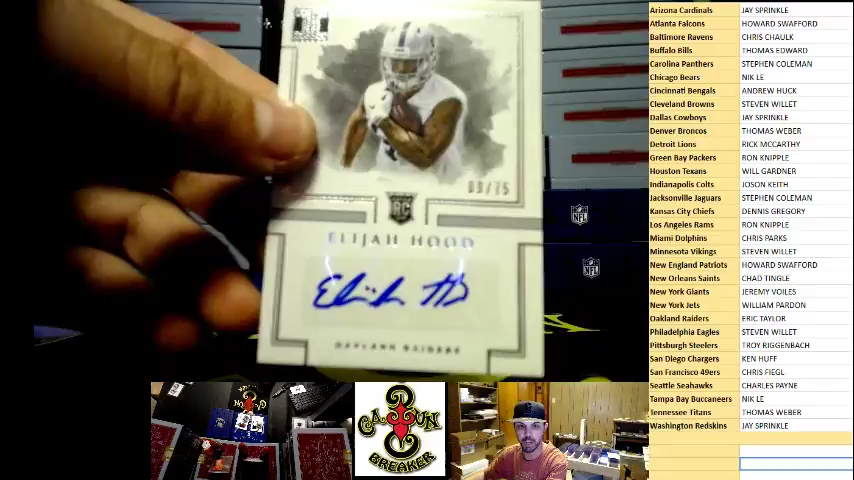 03/75
RC
ELIJAH HOOD
OAKLAND RAIDERS
NFL
NFL
CAJUN
BREAKER
Arizona Cardinals JAY SPRINKLE
Atlanta Falcons HOWARD SWAFFORD
Baltimore Ravens CHRIS CHAULK
Buffalo Bills THOMAS EDWARD
Carolina Panthers STEPHEN COLEMAN
Chicago Bears NIK LE
Cincinnati Bengals ANDREW HUCK
Cleveland Browns STEVEN WILLET
Dallas Cowboys JAY SPRINKLE
Denver Broncos THOMAS WEBER
Detroit Lions RICK MCCARTHY
Green Bay Packers RON KNIPPLE
Houston Texans WILL GARDNER
Indianapolis Colts JOSON KEITH
Jacksonville Jaguars STEPHEN COLEMAN
Kansas City Chiefs DENNIS GREGORY
Los Angeles Rams RON KNIPPLE
Miami Dolphins CHRIS PARKS
Minnesota Vikings STEVEN WILLET
New England Patriots HOWARD SWAFFORD
New Orleans Saints CHAD TINGLE
New York Giants JEREMY VOILES
New York Jets WILLIAM PARDON
Oakland Raiders ERIC TAYLOR
Philadelphia Eagles STEVEN WILLET
Pittsburgh Steelers TROY RIGGENBACH
San Diego Chargers KEN HUFF
San Francisco 49ers CHRIS FIEGL
Seattle Seahawks CHARLES PAYNE
Tampa Bay Buccaneers NIK LE
Tennessee Titans THOMAS WEBER
Washington Redskins JAY SPRINKLE